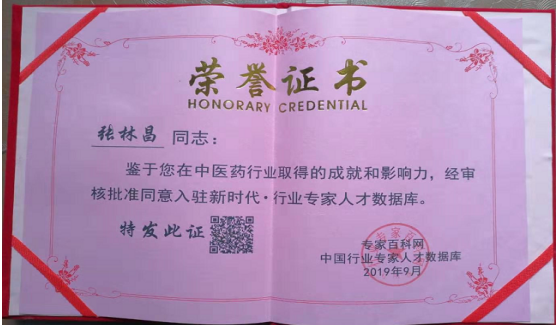 荣誉证书
HONORARY CREDENTIAL
张林昌 同志：
鉴于您在中医药行业取得的成就和影响力，经审
核批准同意入驻新时代·行业专家人才数据库。
特发此证
专家百科网
中国行业专家人才数据库
2019年9月